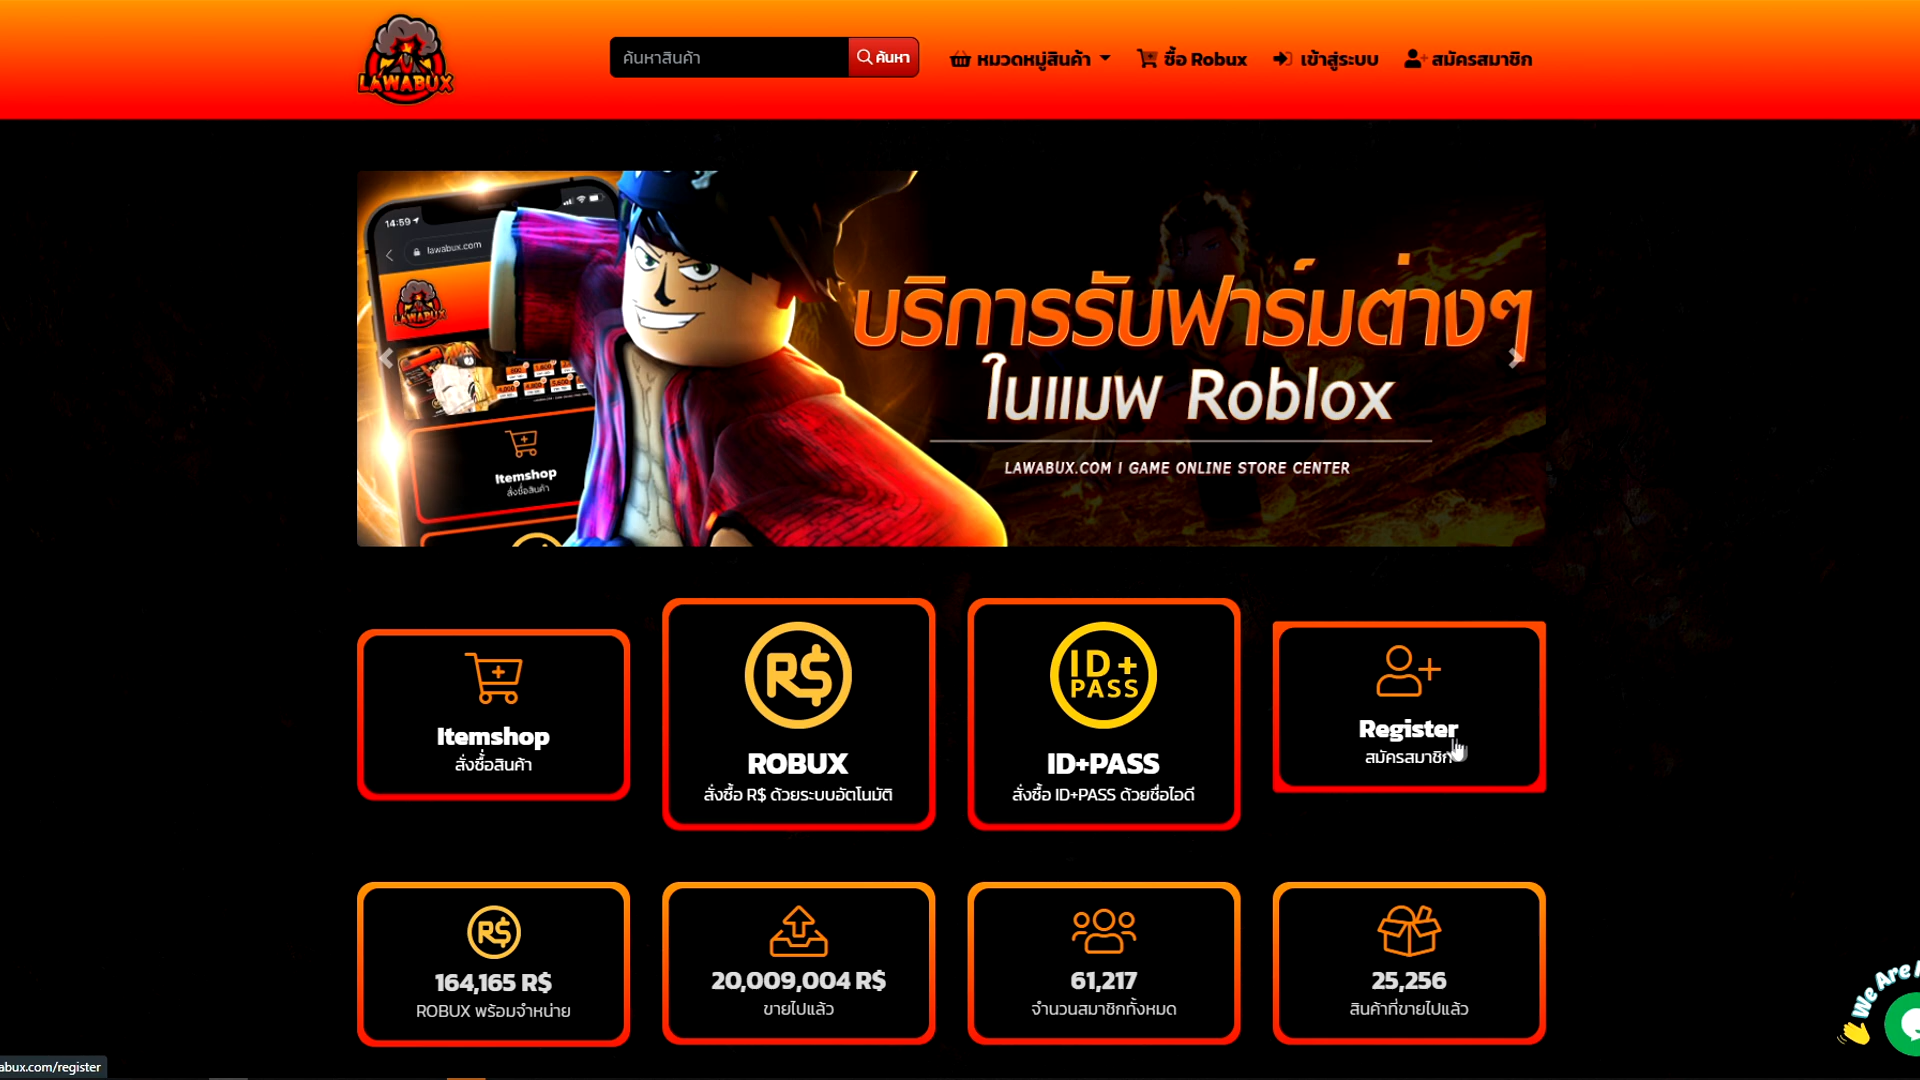 LAWABUX
ค้นหาสินค้า
ค้นหา
หมวดหมู่สินค้า
ซื้อ Robux
เข้าสู่ระบบ
สมัครสมาชิก
14:59
lawabux.com
LAWABUX
Itemshop
สั่งซื้อสินค้า
บริการรับฟาร์มต่างๆ
ในแมพ Roblox
LAWABUX.COM I GAME ONLINE STORE CENTER
Itemshop
สั่งซื้อสินค้า
R$
ROBUX
สั่งซื้อ R$ ด้วยระบบอัตโนมัติ
ID+
PASS
ID+PASS
สั่งซื้อ ID+PASS ด้วยชื่อไอดี
Register
สมัครสมาชิก
R$
164,165 R$
ROBUX พร้อมจำหน่าย
20,009,004 R$
ขายไปแล้ว
61,217
จำนวนสมาชิกทั้งหมด
25,256
สินค้าที่ขายไปแล้ว
We Are
abux.com/register